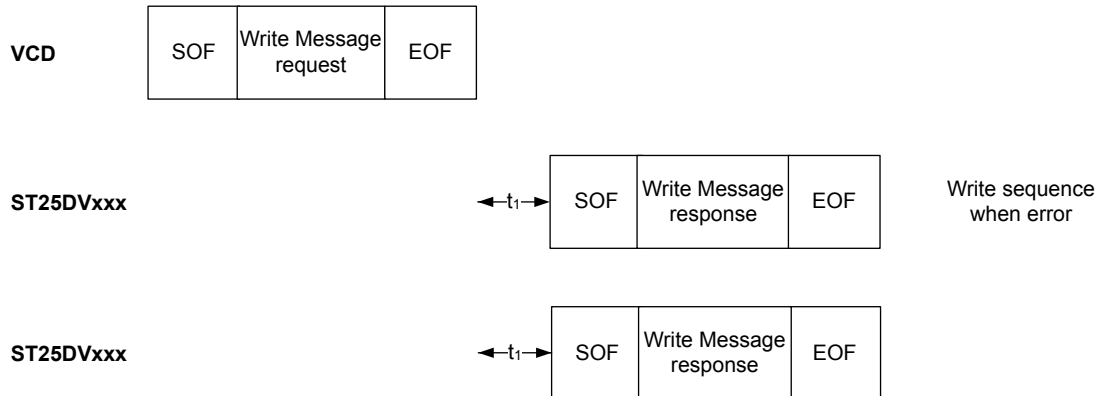 VCD
SOF
Write Message
request
EOF
ST25DVxxx
t₁
SOF
Write Message
response
EOF
Write sequence
when error
ST25DVxxx
t₁
SOF
Write Message
response
EOF